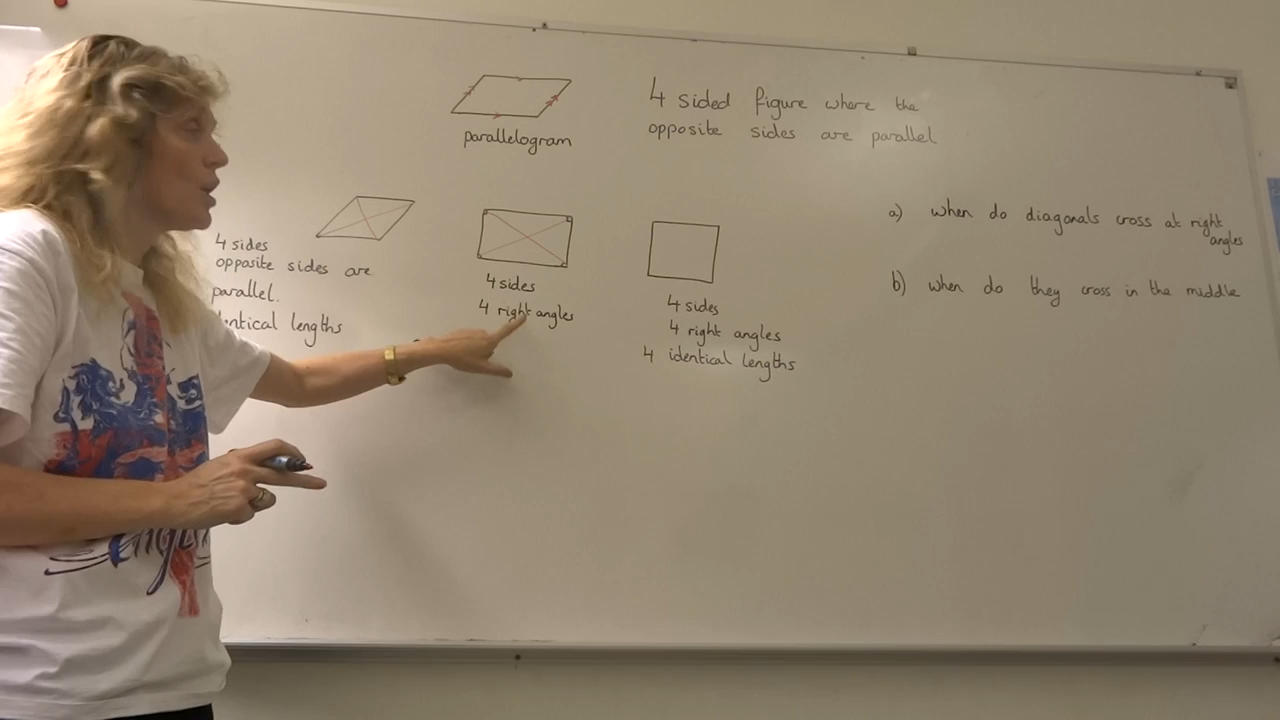 parallelogram
4 sided figure where the
opposite sides are parallel
4 sides
opposite sides are
parallel.
lengths
4 sides
4 right angles
4 sides
4 right angles
4 identical lengths
a) when do diagonals cross at right
angles
b) when do they cross in the middle